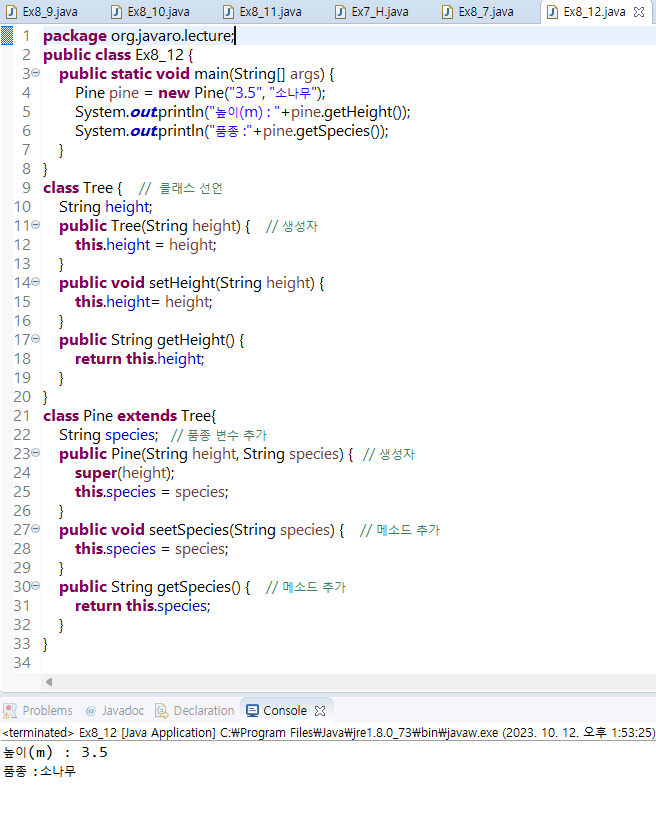 Ex8_9.java Ex8_10.java Ex8_11.java Ex7_H.java Ex8_7.java Ex8_12.java
1 package org.javaro.lecture;
2 public class Ex8_12 {
3 public static void main(String[] args) {
4 Pine pine = new Pine("3.5", "소나무");
5 System.out.println("높이(m) : "+pine.getHeight());
6 System.out.println("품종 :"+pine.getSpecies());
7 }
8 }
9 class Tree { // 클래스 선언
10 String height;
11 public Tree(String height) { // 생성자
12 this.height = height;
13 }
14 public void setHeight(String height) {
15 this.height= height;
16 }
17 public String getHeight() {
18 return this.height;
19 }
20 }
21 class Pine extends Tree{
22 String species; // 품종 변수 추가
23 public Pine(String height, String species) { // 생성자
24 super(height);
25 this.species = species;
26 }
27 public void seetSpecies(String species) { // 메소드 추가
28 this.species = species;
29 }
30 public String getSpecies() { // 메소드 추가
31 return this.species;
32 }
33 }
34
Problems @ Javadoc Declaration Console
<terminated> Ex8_12 [Java Application] C:₩Program Files₩Java₩jre1.8.0_73₩bin₩javaw.exe (2023. 10. 12. 오후 1:53:25)
높이(m) : 3.5
품종 :소나무